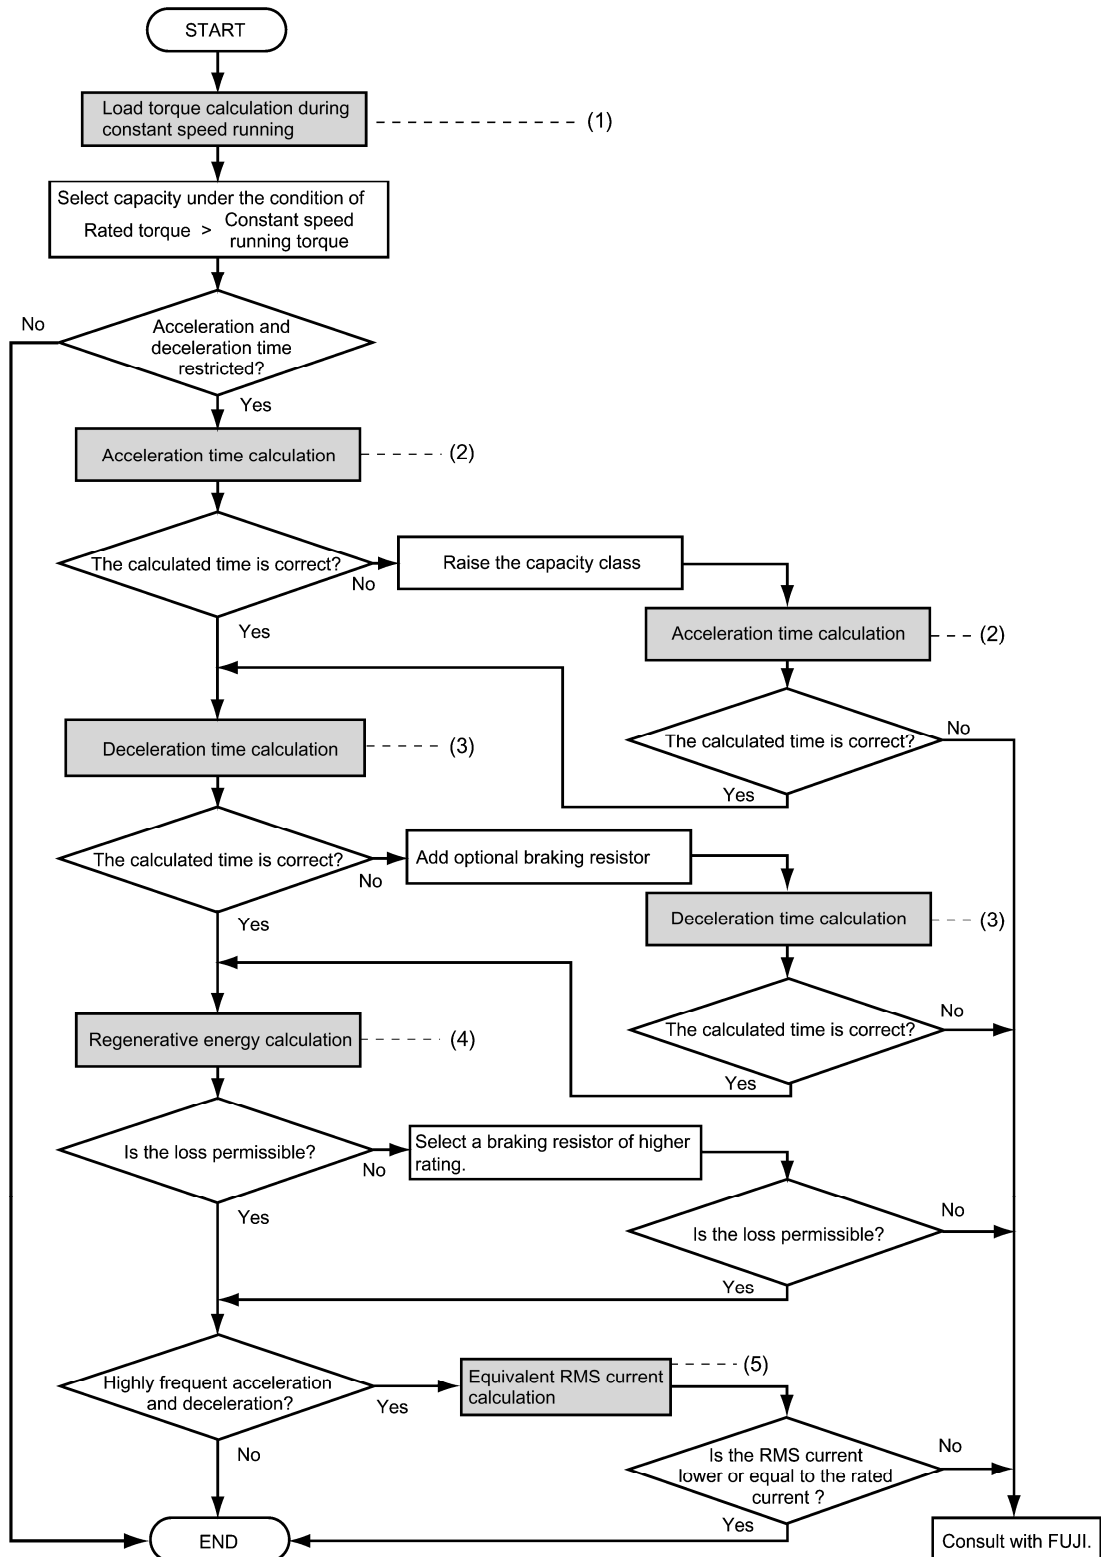 START
Load torque calculation during
constant speed running
(1)
Select capacity under the condition of
Rated torque > Constant speed
running torque
No
Acceleration and
deceleration time
restricted?
Yes
Acceleration time calculation
(2)
The calculated time is correct?
No
Raise the capacity class
Yes
Acceleration time calculation
(2)
The calculated time is correct?
No
Yes
Deceleration time calculation
(3)
The calculated time is correct?
No
Add optional braking resistor
Yes
Deceleration time calculation
(3)
The calculated time is correct?
No
Yes
Regenerative energy calculation
(4)
Is the loss permissible?
No
Select a braking resistor of higher
rating.
Yes
Is the loss permissible?
No
Yes
Highly frequent acceleration
and deceleration?
Yes
Equivalent RMS current
calculation
(5)
No
Is the RMS current
lower or equal to the rated
current ?
No
Yes
END
Consult with FUJI.